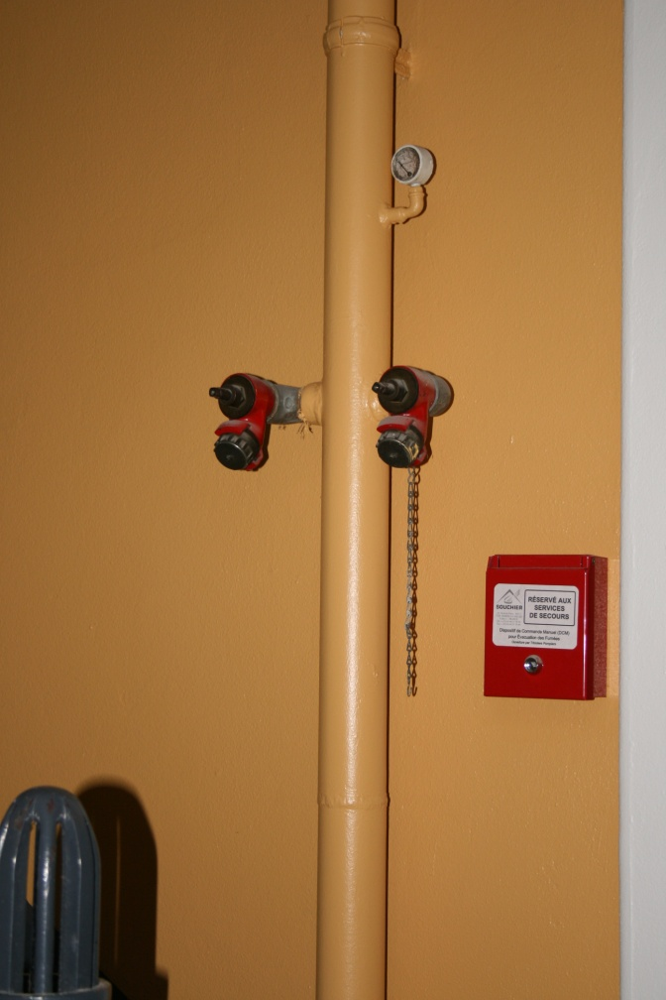 SOUCHIER
RÉSERVÉ AUX
SERVICES
DE SECOURS
Dispositif de Commande Manuel (DCM)
pour Évacuation des Fumées